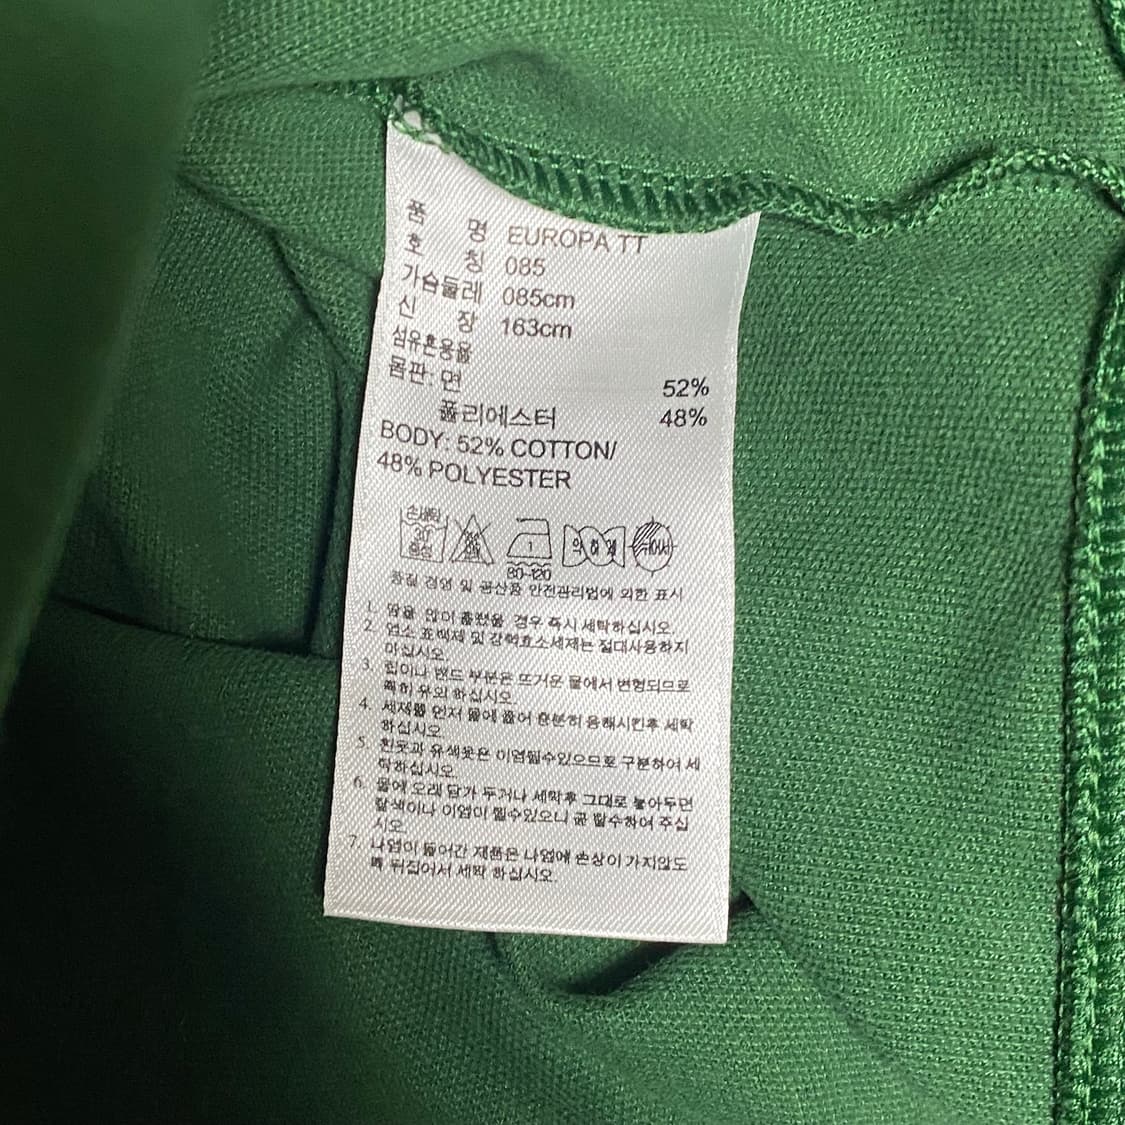 품 명 EUROPA TT
호 칭 085
가슴둘레 085cm
신 장 163cm
섬유혼용율
몸판: 면 52%
폴리에스터 48%
BODY: 52% COTTON/
48% POLYESTER
손세탁
30°
중성
80~120
약하게
품질 경영 및 공산품 안전관리법에 의한 표시
1. 땀을 많이 흘렸을 경우 즉시 세탁하십시오.
2. 염소 표백제 및 강력효소세제는 절대사용하지
마십시오.
3. 립이나 밴드 부분은 뜨거운 물에서 변형되므로
특히 유의 하십시오.
4. 세제를 먼저 물에 풀어 충분히 용해시킨후 세탁
하십시오
5. 흰옷과 유색옷은 이염될수있으므로 구분하여 세
탁하십시오.
6. 물에 오래 담가 두거나 세탁후 그대로 놓아두면
탈색이나 이염이 될수있으니 곧 탈수하여 주십
시오.
7. 나염이 들어간 제품은 나염에 손상이 가지않도
록 뒤집어서 세탁 하십시오.